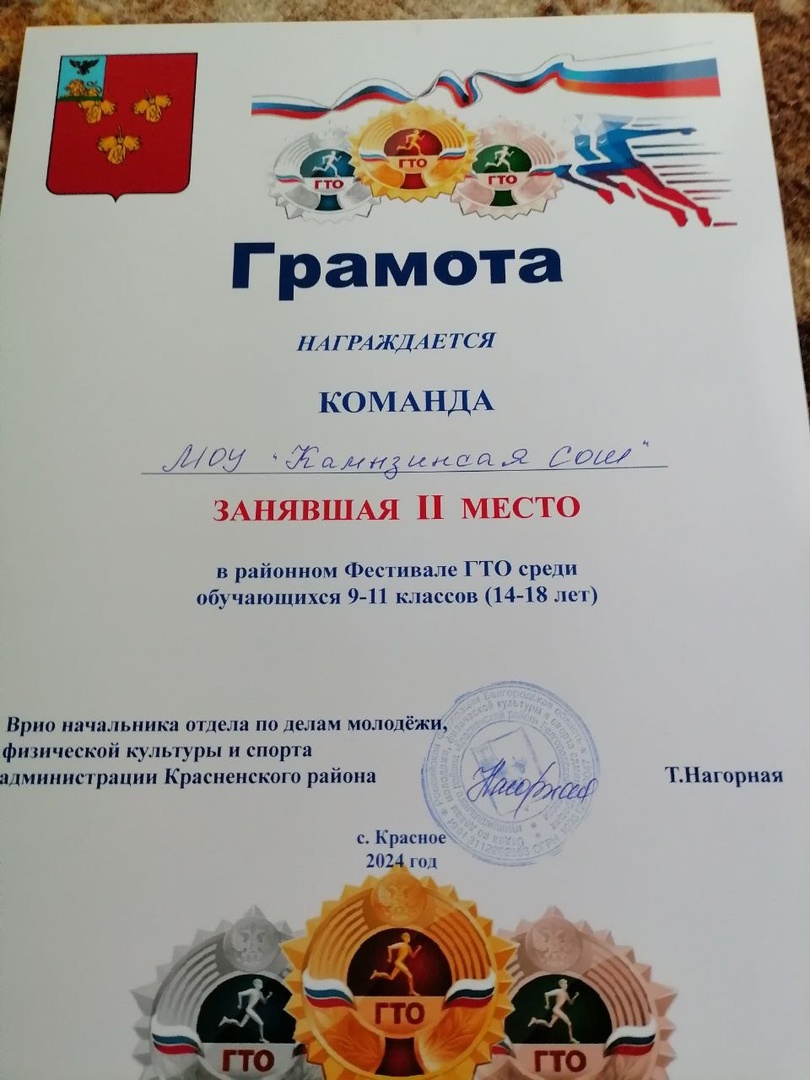 ГТО
ГТО
ГТО
Грамота
НАГРАЖДАЕТСЯ
КОМАНДА
МОУ "Камызинсая СОШ"
ЗАНЯВШАЯ II МЕСТО
в районном Фестивале ГТО среди
обучающихся 9-11 классов (14-18 лет)
Врио начальника отдела по делам молодёжи,
физической культуры и спорта
администрации Красненского района
Т.Нагорная
с. Красное
2024 год
ГТО
ГТО
ГТО